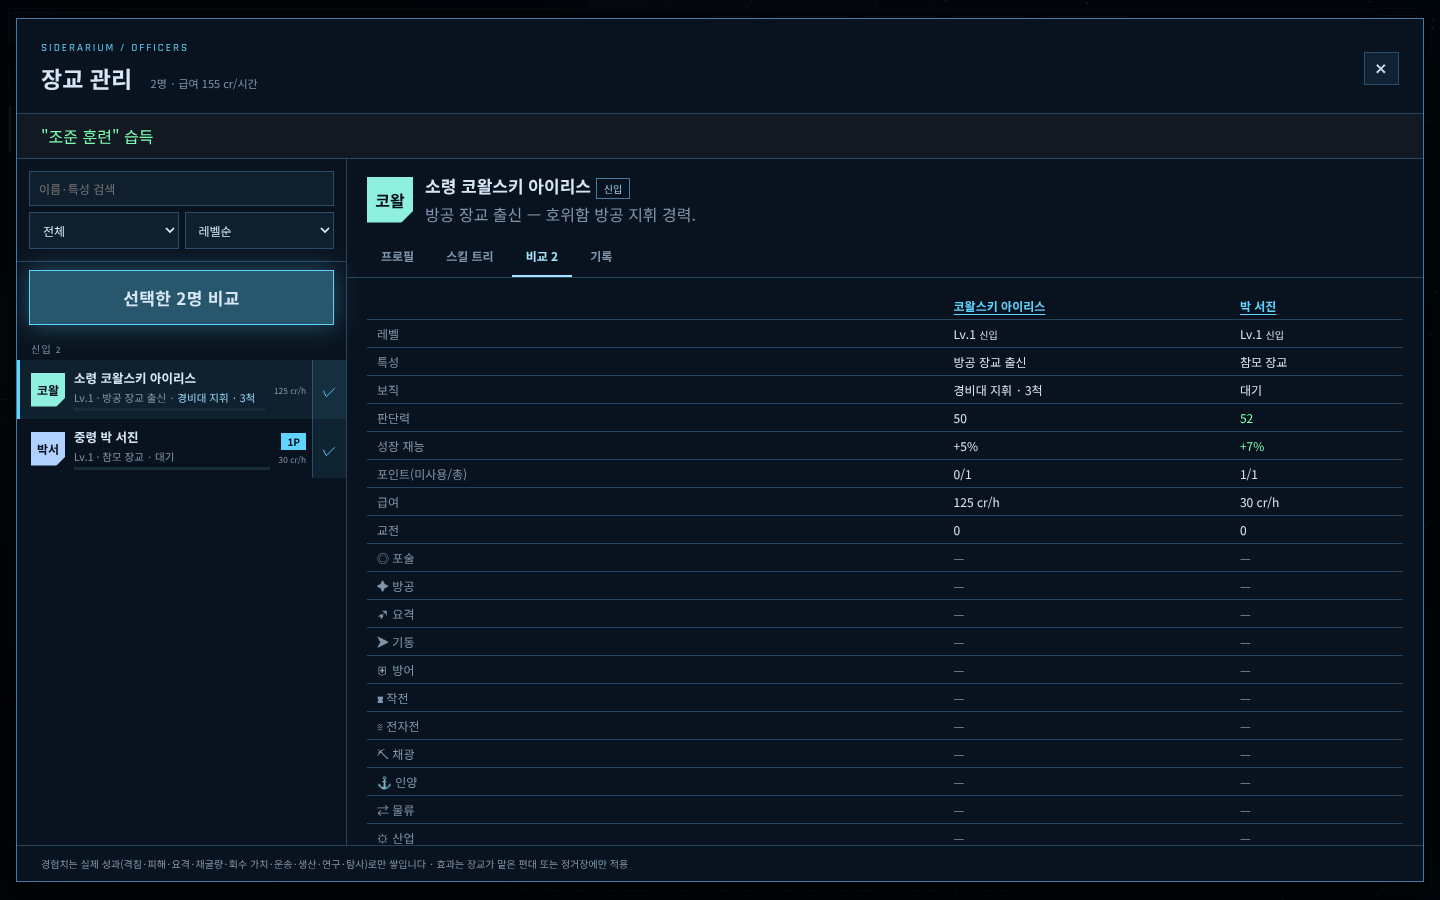 SIDERARIUM / OFFICERS
장교 관리 2명 · 급여 155 cr/시간
×
"조준 훈련" 습득
이름·특성 검색
전체 레벨순
선택한 2명 비교
신입 2
코왈 소령 코왈스키 아이리스
Lv.1 · 방공 장교 출신 · 경비대 지휘 · 3척 125 cr/h ✓
박서 중령 박 서진 1P
Lv.1 · 참모 장교 · 대기 30 cr/h ✓
코왈 소령 코왈스키 아이리스 신입
방공 장교 출신 — 호위함 방공 지휘 경력.
프로필 스킬 트리 비교 2 기록
코왈스키 아이리스 박 서진
레벨 Lv.1 신입 Lv.1 신입
특성 방공 장교 출신 참모 장교
보직 경비대 지휘 · 3척 대기
판단력 50 52
성장 재능 +5% +7%
포인트(미사용/총) 0/1 1/1
급여 125 cr/h 30 cr/h
교전 0 0
◎ 포술 — —
✦ 방공 — —
➶ 요격 — —
➤ 기동 — —
⛨ 방어 — —
♜ 작전 — —
≋ 전자전 — —
⛏ 채광 — —
⚓ 인양 — —
⇄ 물류 — —
⚙ 산업 — —
경험치는 실제 성과(격침·피해·요격·채굴량·회수 가치·운송·생산·연구·탐사)로만 쌓입니다 · 효과는 장교가 맡은 편대 또는 정거장에만 적용